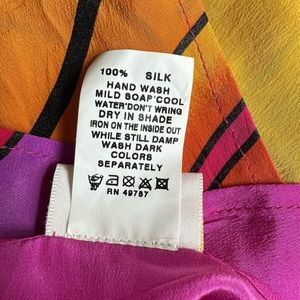 100% SILK
HAND WASH
MILD SOAP COOL
WATER DON'T WRING
DRY IN SHADE
IRON ON THE INSIDE OUT
WHILE STILL DAMP
WASH DARK
COLORS
SEPARATELY
RN 49787